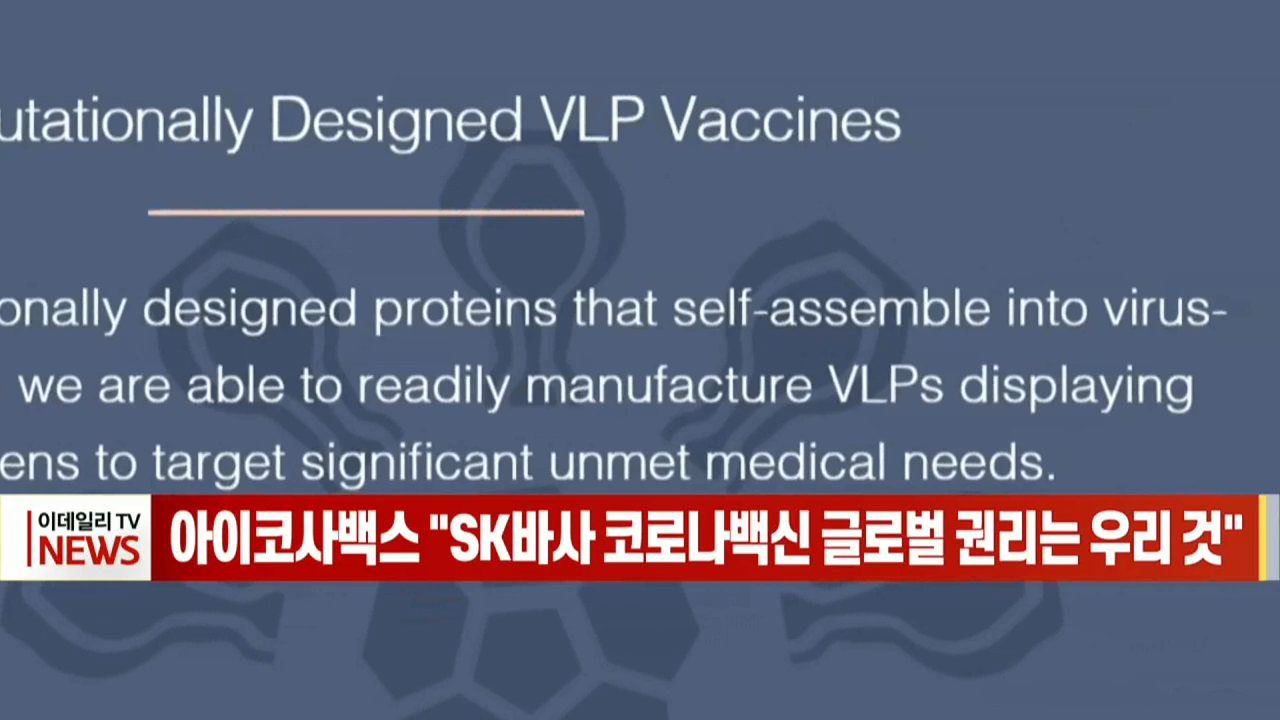 utationally Designed VLP Vaccines
onally designed proteins that self-assemble into virus-
we are able to readily manufacture VLPs displaying
ens to target significant unmet medical needs.
이데일리 TV
NEWS
아이코사백스 "SK바사 코로나백신 글로벌 권리는 우리 것"